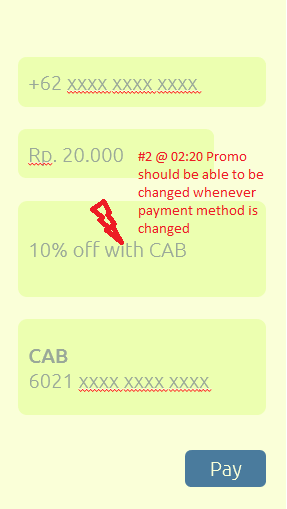 +62 xxxx xxxx xxxx
Rp. 20.000
#2 @ 02:20 Promo
should be able to be
changed whenever
payment method is
changed
10% off with CAB
CAB
6021 xxxx xxxx xxxx
Pay